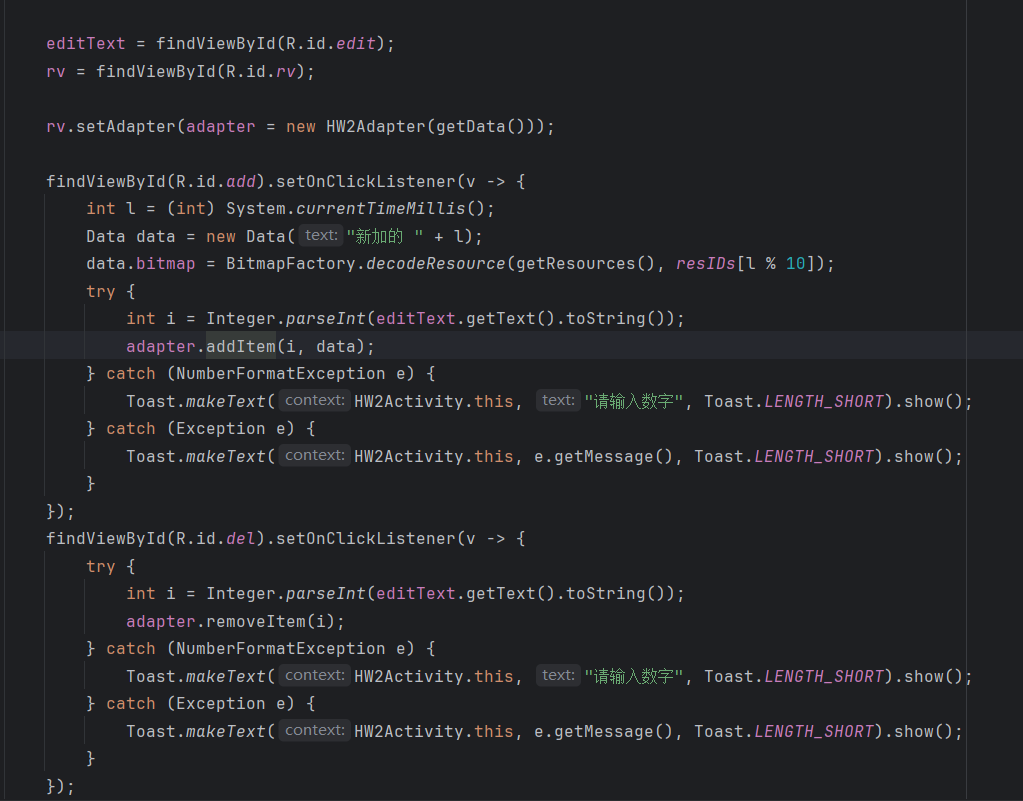 editText = findViewById(R.id.edit);
rv = findViewById(R.id.rv);
rv.setAdapter(adapter = new HW2Adapter(getData()));
findViewById(R.id.add).setOnClickListener(v -> {
int l = (int) System.currentTimeMillis();
Data data = new Data( text: "新加的 " + l);
data.bitmap = BitmapFactory.decodeResource(getResources(), resIDs[l % 10]);
try {
int i = Integer.parseInt(editText.getText().toString());
adapter.addItem(i, data);
} catch (NumberFormatException e) {
Toast.makeText( context: HW2Activity.this, text: "请输入数字", Toast.LENGTH_SHORT).show();
} catch (Exception e) {
Toast.makeText( context: HW2Activity.this, e.getMessage(), Toast.LENGTH_SHORT).show();
}
});
findViewById(R.id.del).setOnClickListener(v -> {
try {
int i = Integer.parseInt(editText.getText().toString());
adapter.removeItem(i);
} catch (NumberFormatException e) {
Toast.makeText( context: HW2Activity.this, text: "请输入数字", Toast.LENGTH_SHORT).show();
} catch (Exception e) {
Toast.makeText( context: HW2Activity.this, e.getMessage(), Toast.LENGTH_SHORT).show();
}
});